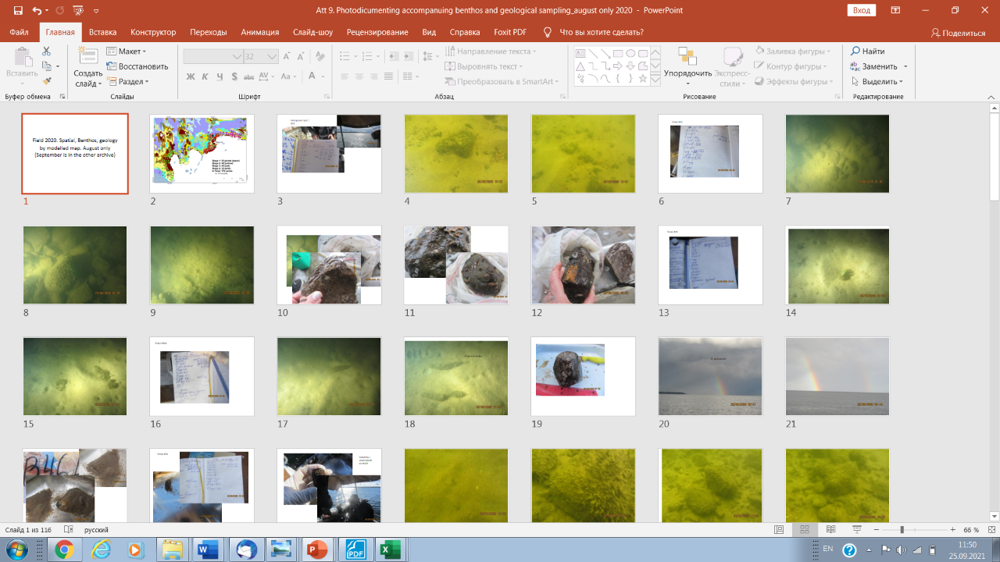 Att 9. Photodicumenting accompanuing benthos and geological sampling_august only 2020 - PowerPoint
Вход
Файл Главная Вставка Конструктор Переходы Анимация Слайд-шоу Рецензирование Вид Справка Foxit PDF Что вы хотите сделать? Поделиться
Вставить
Создать слайд
Макет
Восстановить
Раздел
32
Ж К Ч S abc AV Aa А
Направление текста
Выровнять текст
Преобразовать в SmartArt
Упорядочить
Экспресс-стили
Заливка фигуры
Контур фигуры
Эффекты фигуры
Найти
Заменить
Выделить
Буфер обмена Слайды Шрифт Абзац Рисование Редактирование
Field 2020. Spatial, Benthos, geology
by modelled map. August only
(September is in the other archive)
1 2 3 4 5 6 7
8 9 10 11 12 13 14
15 16 17 18 19 20 21
Слайд 1 из 116 русский 66 %
EN 11:50
25.09.2021